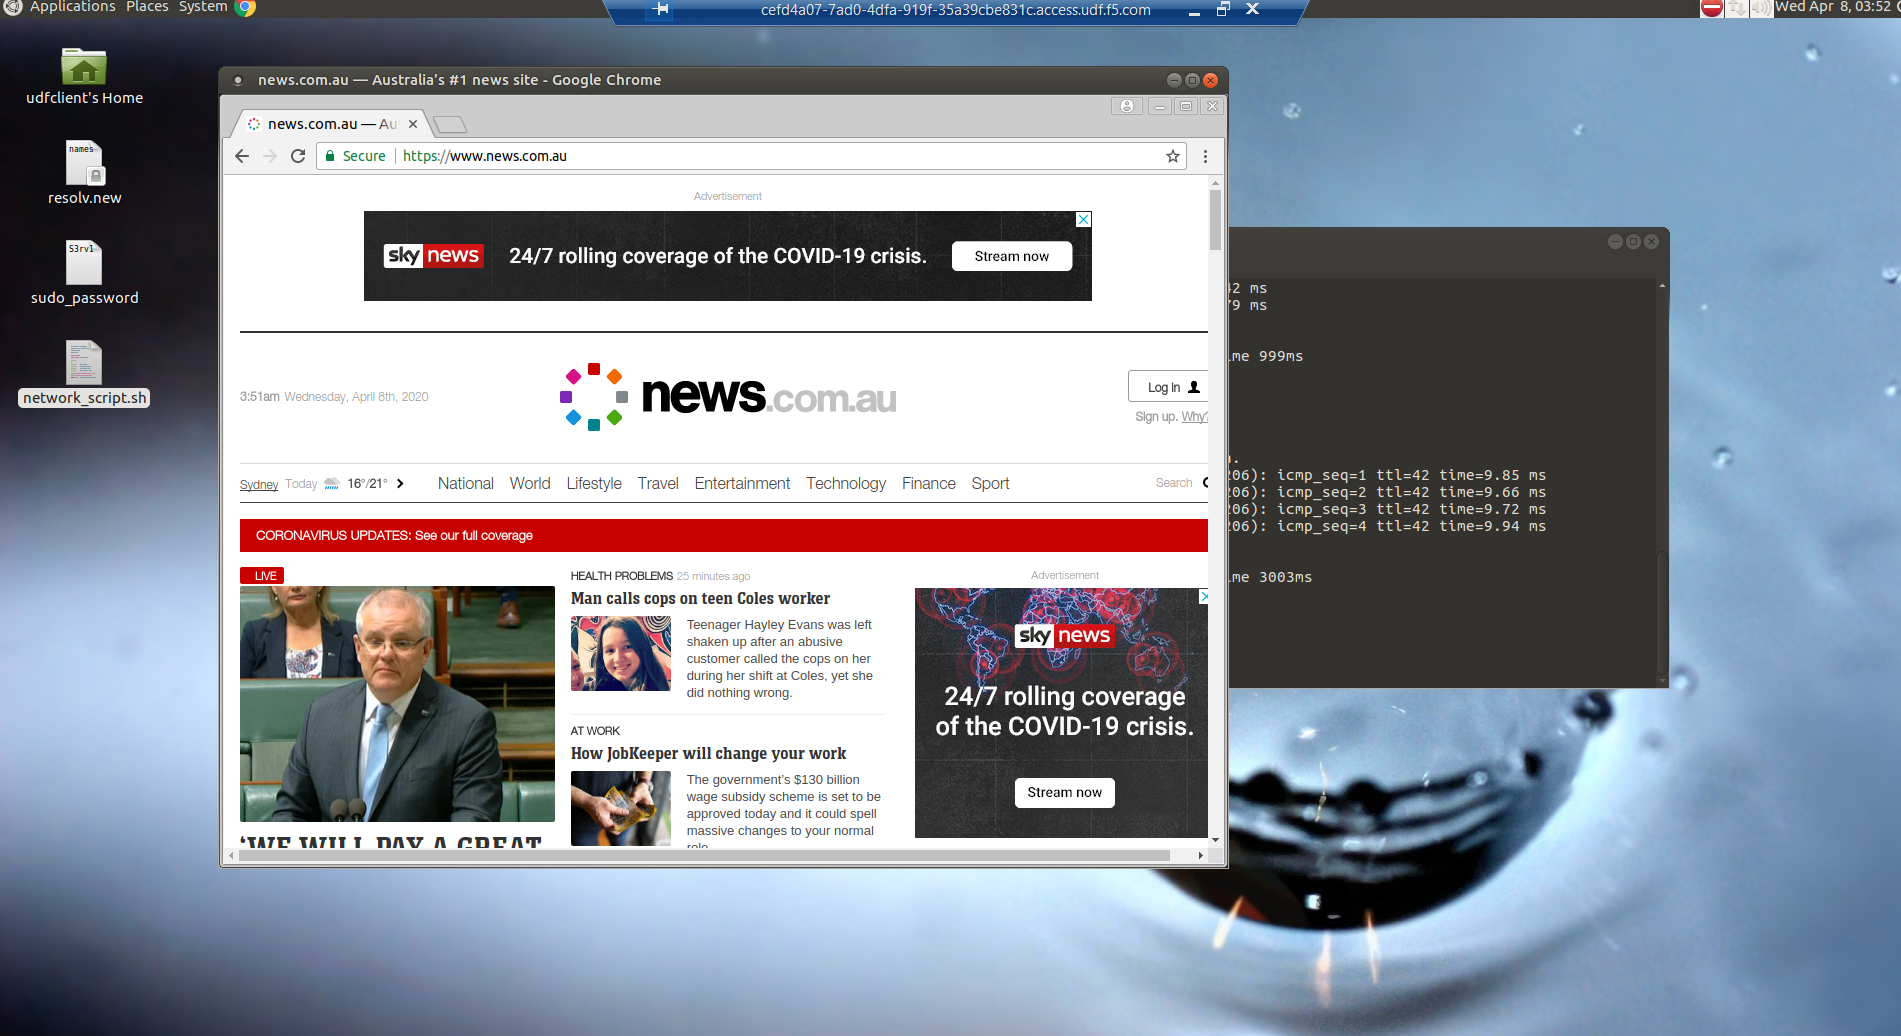 Applications Places System
cefd4a07-7ad0-4dfa-919f-35a39cbe831c.access.udf.f5.com
Wed Apr 8, 03:52
udfclient's Home
names
resolv.new
S3rv1
sudo_password
network_script.sh
news.com.au — Australia's #1 news site - Google Chrome
news.com.au — Au
Secure https://www.news.com.au
Advertisement
sky news 24/7 rolling coverage of the COVID-19 crisis. Stream now
3:51am Wednesday, April 8th, 2020
news.com.au
Log in
Sign up. Why?
Sydney Today 16°/21° National World Lifestyle Travel Entertainment Technology Finance Sport Search
CORONAVIRUS UPDATES: See our full coverage
LIVE
'WE WILL PAY A GREAT
HEALTH PROBLEMS 25 minutes ago
Man calls cops on teen Coles worker
Teenager Hayley Evans was left
shaken up after an abusive
customer called the cops on her
during her shift at Coles, yet she
did nothing wrong.
AT WORK
How JobKeeper will change your work
The government's $130 billion
wage subsidy scheme is set to be
approved today and it could spell
massive changes to your normal
role
Advertisement
sky news
24/7 rolling coverage
of the COVID-19 crisis.
Stream now
42 ms
79 ms
me 999ms
206): icmp_seq=1 ttl=42 time=9.85 ms
206): icmp_seq=2 ttl=42 time=9.66 ms
206): icmp_seq=3 ttl=42 time=9.72 ms
206): icmp_seq=4 ttl=42 time=9.94 ms
me 3003ms